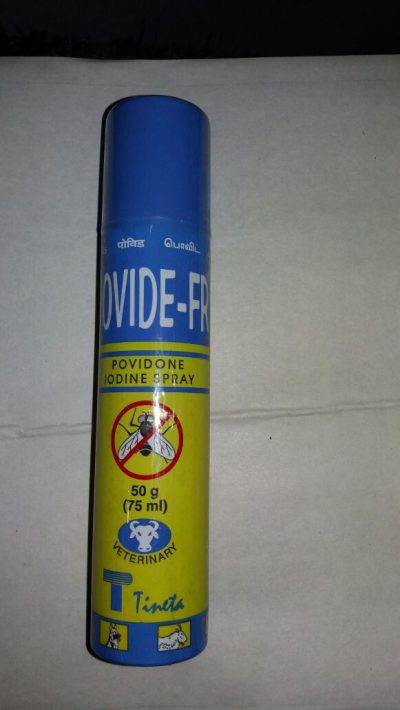 पोविड பொவிட
OVIDE-FR
POVIDONE
IODINE SPRAY
50 g
(75 ml)
VETERINARY
T Tineta